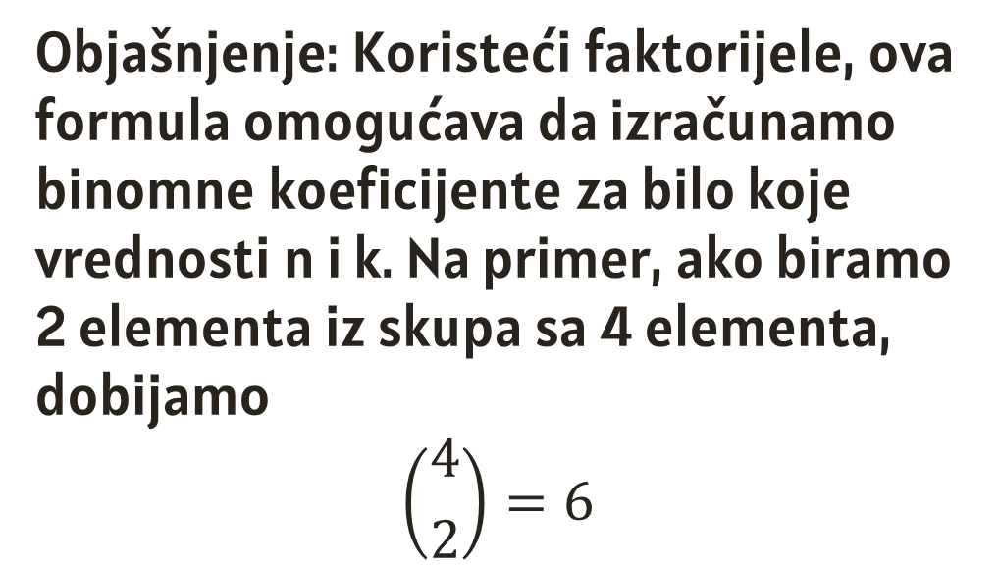 Objašnjenje: Koristeći faktorijele, ova
formula omogućava da izračunamo
binomne koeficijente za bilo koje
vrednosti n i k. Na primer, ako biramo
2 elementa iz skupa sa 4 elementa,
dobijamo
(4 2) = 6